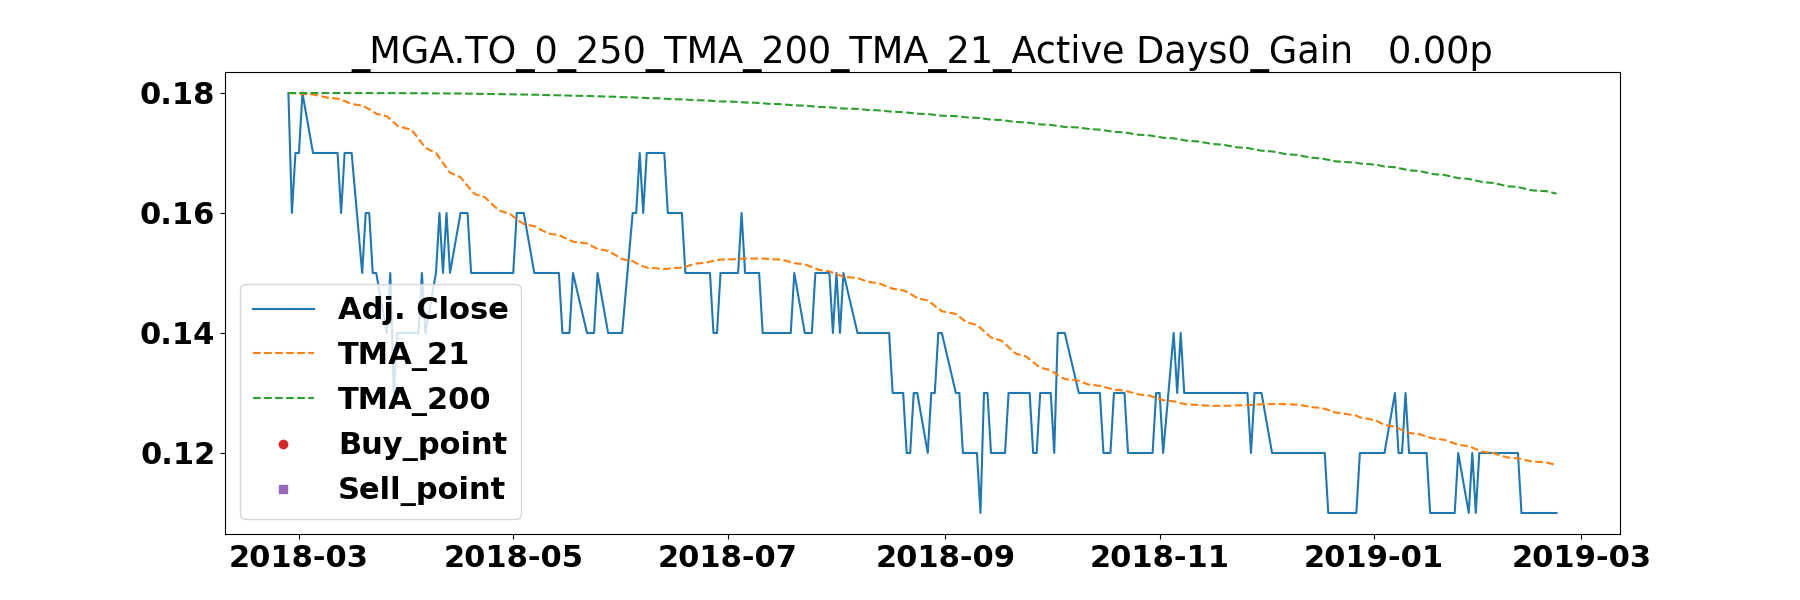 _MGA.TO_0_250_TMA_200_TMA_21_Active Days0_Gain   0.00p
0.18
0.16
0.14
0.12
Adj. Close
TMA_21
TMA_200
Buy_point
Sell_point
2018-03 2018-05 2018-07 2018-09 2018-11 2019-01 2019-03